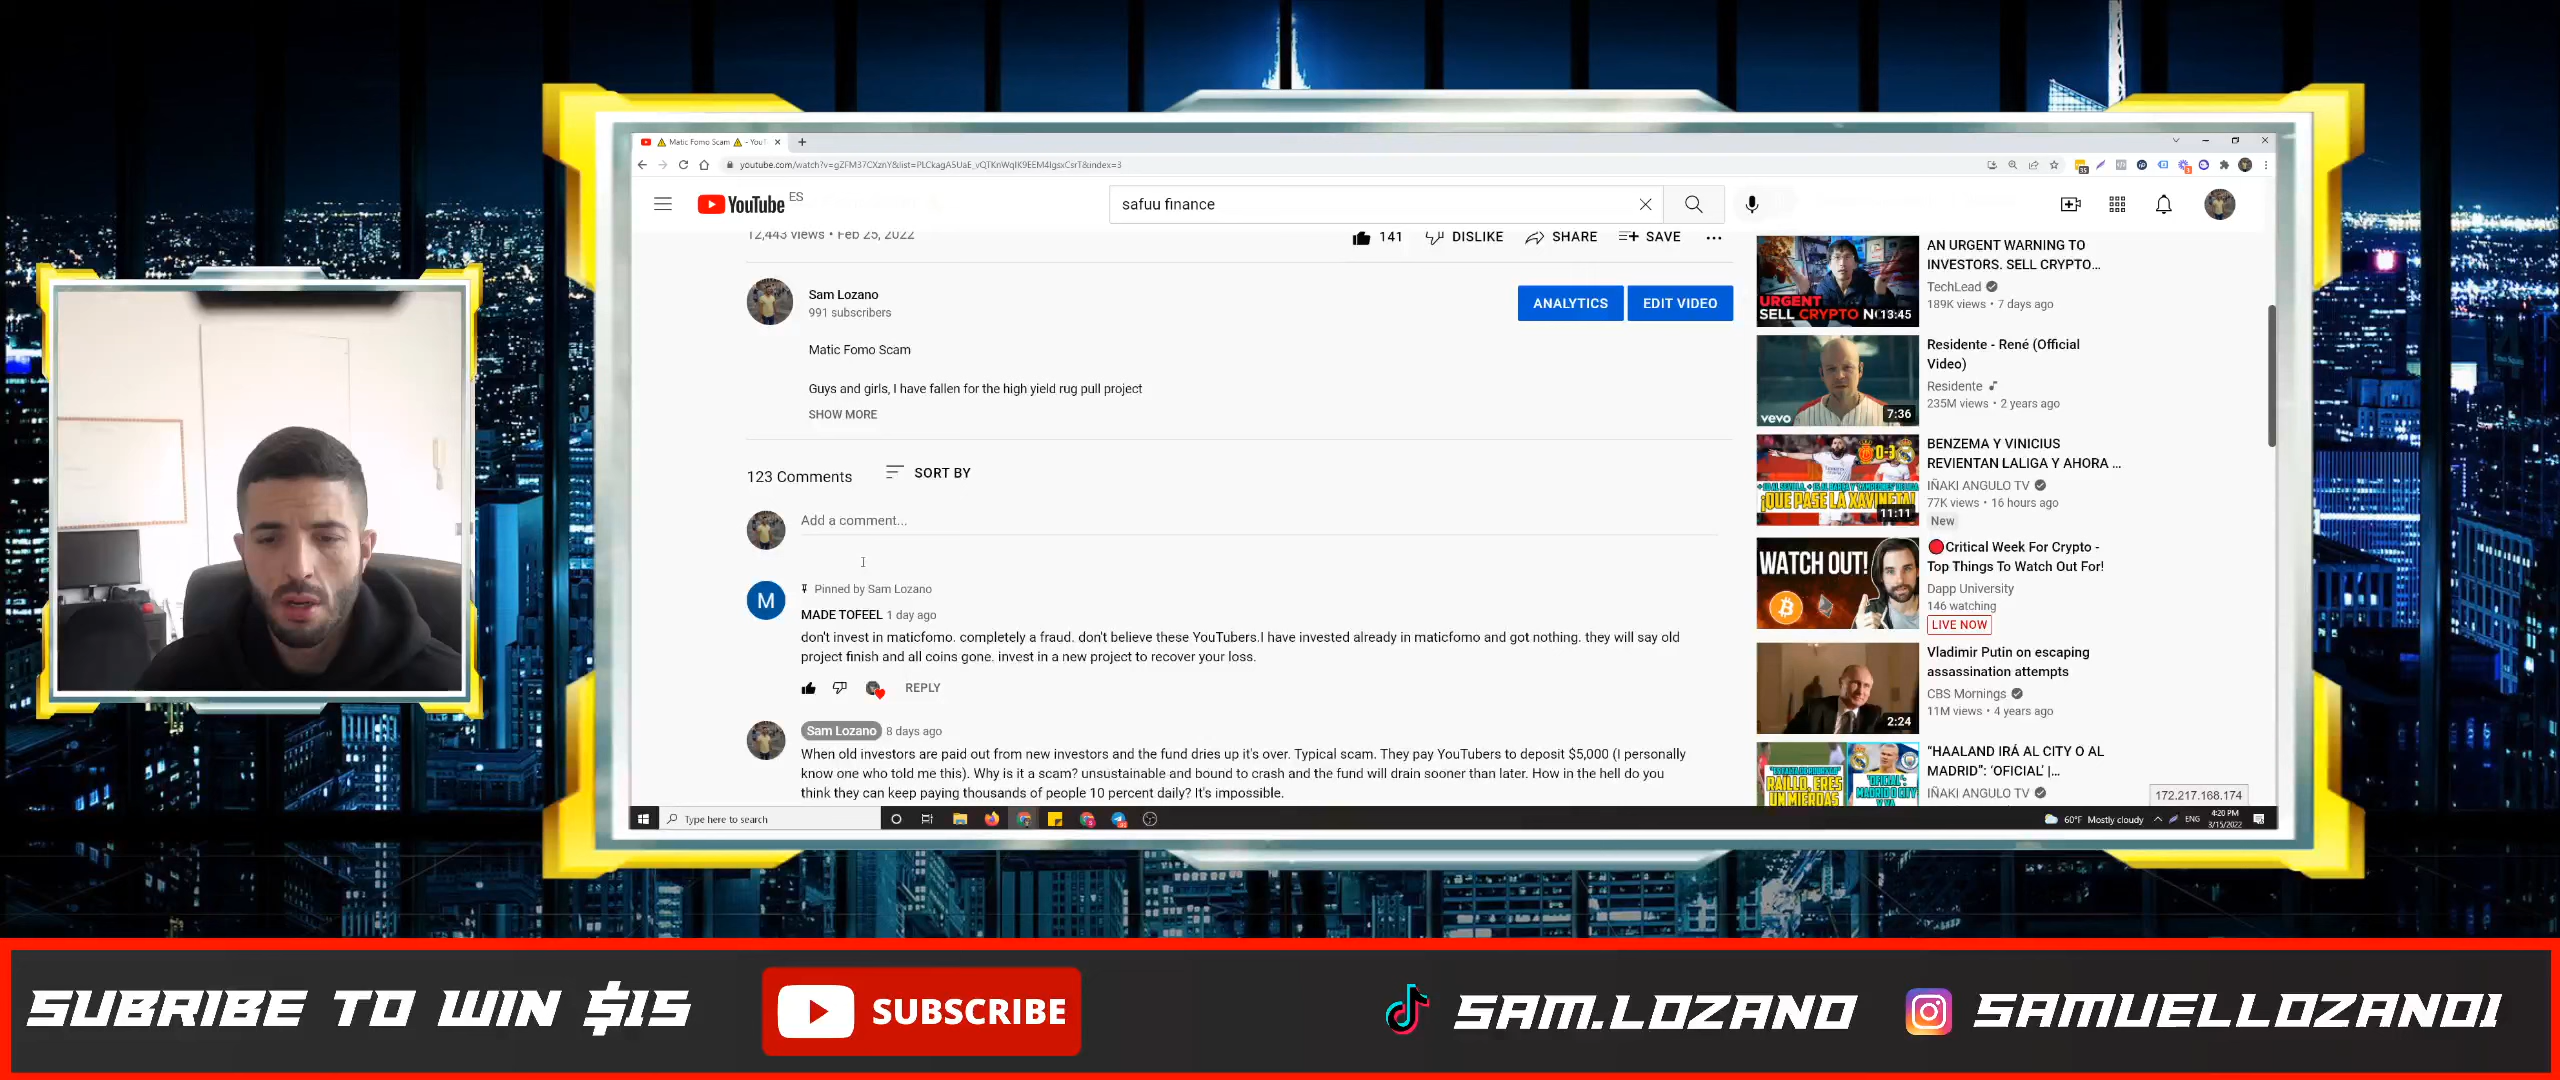 Matic Fomo Scam - YouT
youtube.com/watch?v=gZFM37CXznY&list=PLCkagA5UaE_vQTKnWqIK9EEM4IgsxCsrT&index=3
YouTube ES
safuu finance
12,443 views • Feb 25, 2022
141 DISLIKE SHARE SAVE
Sam Lozano
991 subscribers
ANALYTICS EDIT VIDEO
Matic Fomo Scam
Guys and girls, I have fallen for the high yield rug pull project
SHOW MORE
123 Comments SORT BY
Add a comment...
Pinned by Sam Lozano
MADE TOFEEL 1 day ago
don't invest in maticfomo. completely a fraud. don't believe these YouTubers.I have invested already in maticfomo and got nothing. they will say old
project finish and all coins gone. invest in a new project to recover your loss.
REPLY
Sam Lozano 8 days ago
When old investors are paid out from new investors and the fund dries up it's over. Typical scam. They pay YouTubers to deposit $5,000 (I personally
know one who told me this). Why is it a scam? unsustainable and bound to crash and the fund will drain sooner than later. How in the hell do you
think they can keep paying thousands of people 10 percent daily? It's impossible.
URGENT
SELL CRYPTO N
13:45
AN URGENT WARNING TO
INVESTORS. SELL CRYPTO...
TechLead
189K views • 7 days ago
vevo
7:36
Residente - René (Official
Video)
Residente
235M views • 2 years ago
0-3
¡QUE PASE LA XAVINETA!
11:11
BENZEMA Y VINICIUS
REVIENTAN LALIGA Y AHORA ...
IÑAKI ANGULO TV
77K views • 16 hours ago
New
WATCH OUT!
Critical Week For Crypto -
Top Things To Watch Out For!
Dapp University
146 watching
LIVE NOW
2:24
Vladimir Putin on escaping
assassination attempts
CBS Mornings
11M views • 4 years ago
RAILLO, ERES
UN MIERDAS
"HAALAND IRÁ AL CITY O AL
MADRID": 'OFICIAL' |...
IÑAKI ANGULO TV
172.217.168.174
Type here to search
60°F Mostly cloudy
ENG
4:20 PM
3/15/2022
SUBRIBE TO WIN $15
SUBSCRIBE
SAM.LOZANO
SAMUELLOZANO1